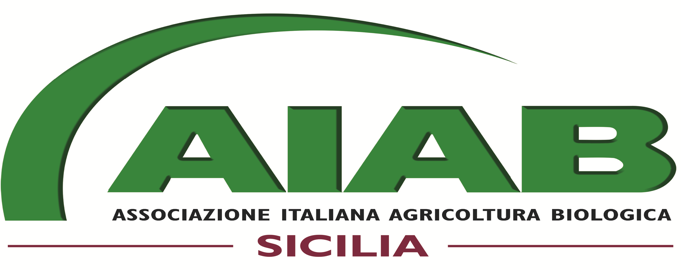 AIAB
ASSOCIAZIONE ITALIANA AGRICOLTURA BIOLOGICA
SICILIA